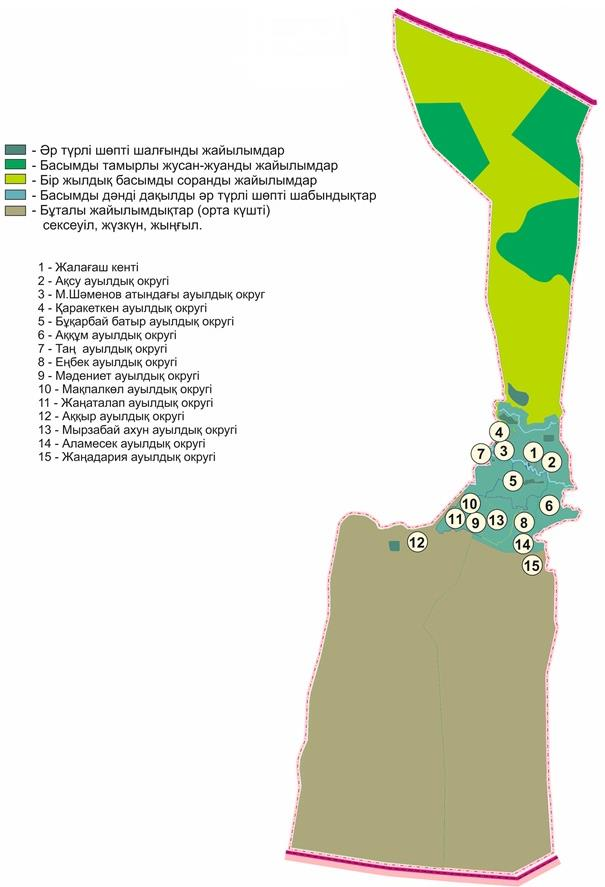 - Әр түрлі шөпті шалғынды жайылымдар
- Басымды тамырлы жусан-жуанды жайылымдар
- Бір жылдық басымды соранды жайылымдар
- Басымды дәнді дақылды әр түрлі шөпті шабындықтар
- Бұталы жайылымдықтар (орта күшті)
сексеуіл, жүзкүн, жыңғыл.
1 - Жалағаш кенті
2 - Ақсу ауылдық округі
3 - М.Шәменов атындағы ауылдық округ
4 - Қаракеткен ауылдық округі
5 - Бұқарбай батыр ауылдық округі
6 - Аққұм ауылдық округі
7 - Таң ауылдық округі
8 - Еңбек ауылдық округі
9 - Мәдениет ауылдық округі
10 - Мақпалкөл ауылдық округі
11 - Жаңаталап ауылдық округі
12 - Аққыр ауылдық округі
13 - Мырзабай ахун ауылдық округі
14 - Аламесек ауылдық округі
15 - Жаңадария ауылдық округі
4
7 3 1 2
5
10 6
11 9 13 8
12 14
15